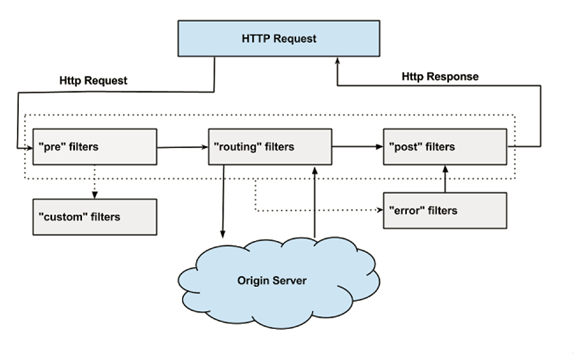 HTTP Request
Http Request
Http Response
"pre" filters
"routing" filters
"post" filters
"custom" filters
"error" filters
Origin Server